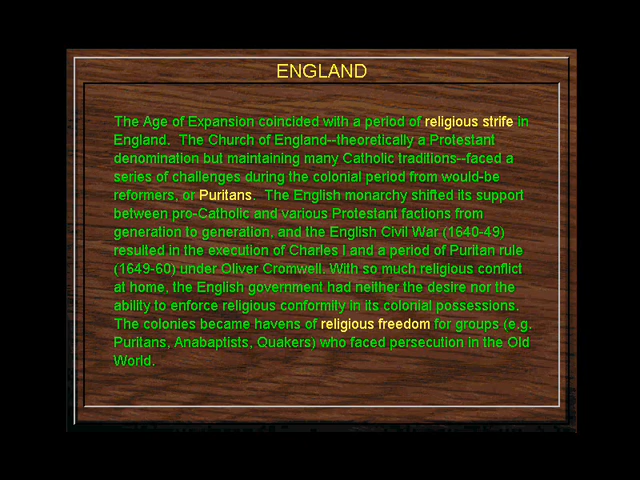 ENGLAND
The Age of Expansion coincided with a period of religious strife in
England.  The Church of England--theoretically a Protestant
denomination but maintaining many Catholic traditions--faced a
series of challenges during the colonial period from would-be
reformers, or Puritans.  The English monarchy shifted its support
between pro-Catholic and various Protestant factions from
generation to generation, and the English Civil War (1640-49)
resulted in the execution of Charles I and a period of Puritan rule
(1649-60) under Oliver Cromwell. With so much religious conflict
at home, the English government had neither the desire nor the
ability to enforce religious conformity in its colonial possessions.
The colonies became havens of religious freedom for groups (e.g.
Puritans, Anabaptists, Quakers) who faced persecution in the Old
World.